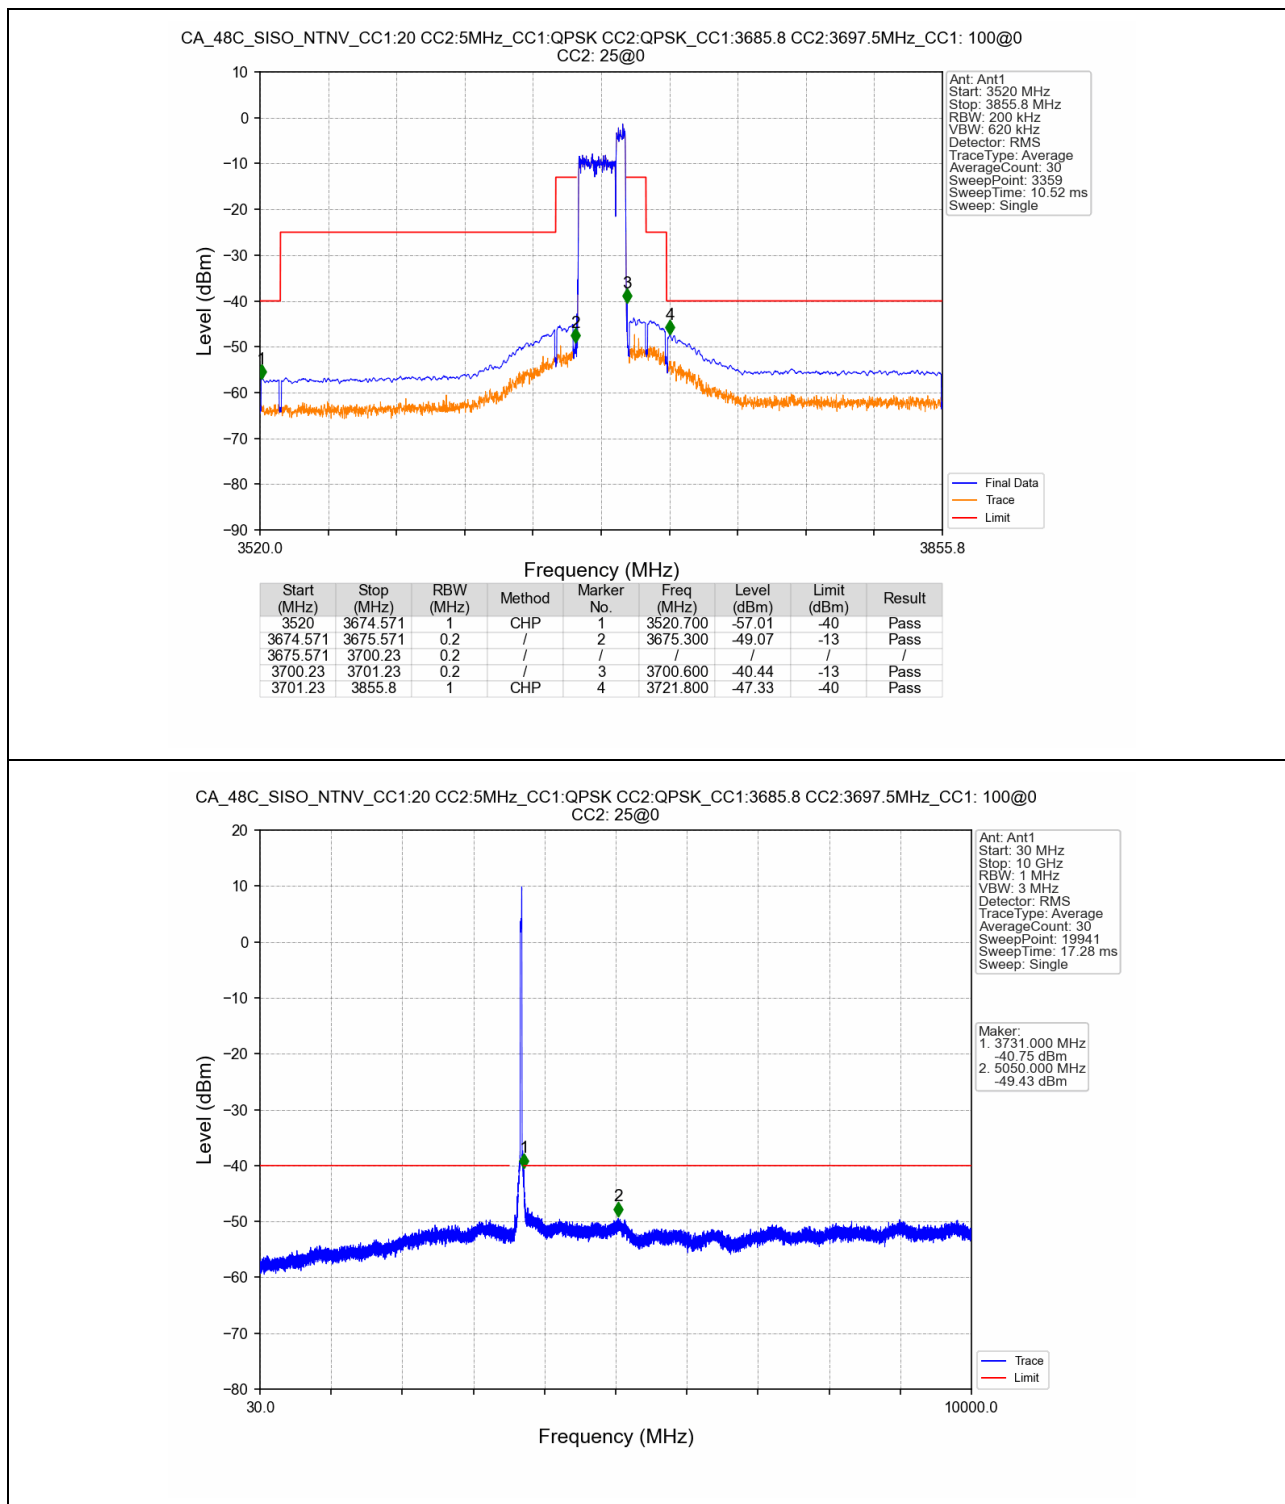 CA_48C_SISO_NTNV_CC1:20 CC2:5MHz_CC1:QPSK CC2:QPSK_CC1:3685.8 CC2:3697.5MHz_CC1: 100@0
CC2: 25@0
Ant: Ant1
Start: 3520 MHz
Stop: 3855.8 MHz
RBW: 200 kHz
VBW: 620 kHz
Detector: RMS
TraceType: Average
AverageCount: 30
SweepPoint: 3359
SweepTime: 10.52 ms
Sweep: Single
Level (dBm)
10
0
−10
−20
−30
−40
−50
−60
−70
−80
−90
1
2
3
4
Final Data
Trace
Limit
3520.0 3855.8
Frequency (MHz)
Start (MHz) Stop (MHz) RBW (MHz) Method Marker No. Freq (MHz) Level (dBm) Limit (dBm) Result
3520 3674.571 1 CHP 1 3520.700 -57.01 -40 Pass
3674.571 3675.571 0.2 / 2 3675.300 -49.07 -13 Pass
3675.571 3700.23 0.2 / / / / / /
3700.23 3701.23 0.2 / 3 3700.600 -40.44 -13 Pass
3701.23 3855.8 1 CHP 4 3721.800 -47.33 -40 Pass
CA_48C_SISO_NTNV_CC1:20 CC2:5MHz_CC1:QPSK CC2:QPSK_CC1:3685.8 CC2:3697.5MHz_CC1: 100@0
CC2: 25@0
Ant: Ant1
Start: 30 MHz
Stop: 10 GHz
RBW: 1 MHz
VBW: 3 MHz
Detector: RMS
TraceType: Average
AverageCount: 30
SweepPoint: 19941
SweepTime: 17.28 ms
Sweep: Single
Maker:
1. 3731.000 MHz
-40.75 dBm
2. 5050.000 MHz
-49.43 dBm
Level (dBm)
20
10
0
−10
−20
−30
−40
−50
−60
−70
−80
1
2
Trace
Limit
30.0 10000.0
Frequency (MHz)